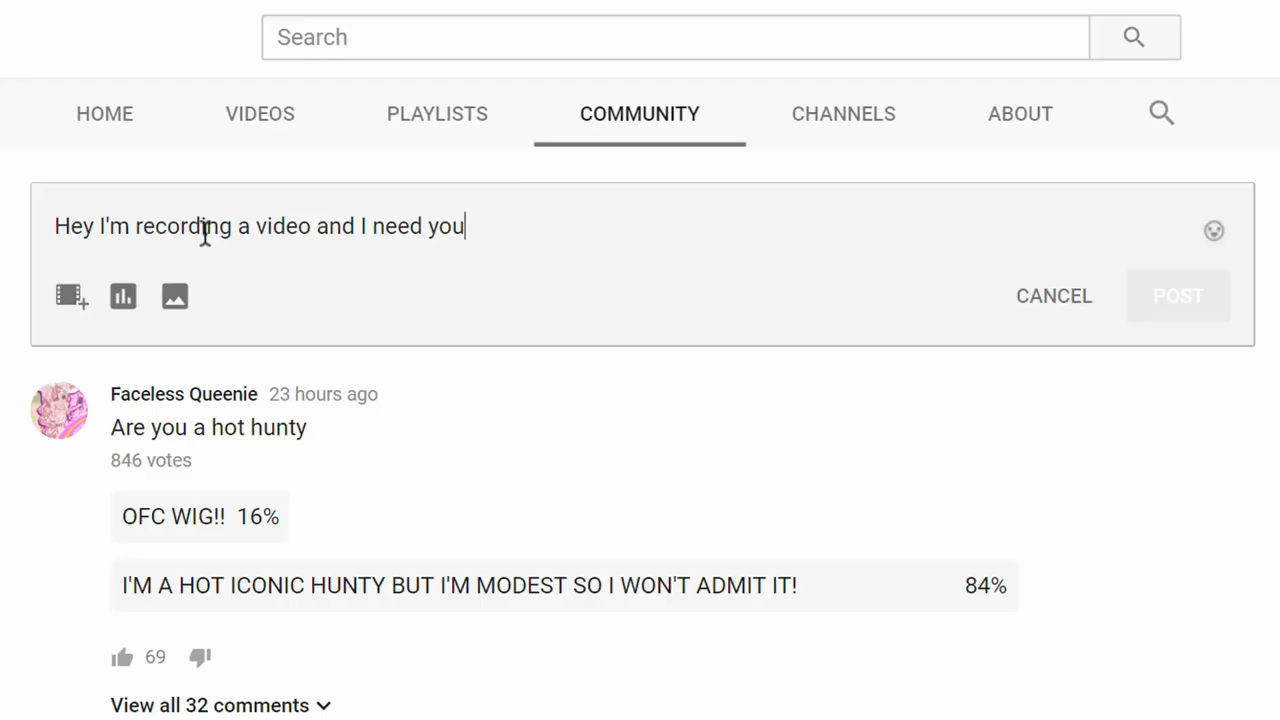 Search
HOME VIDEOS PLAYLISTS COMMUNITY CHANNELS ABOUT
Hey I'm recording a video and I need you
CANCEL POST
Faceless Queenie 23 hours ago
Are you a hot hunty
846 votes
OFC WIG!! 16%
I'M A HOT ICONIC HUNTY BUT I'M MODEST SO I WON'T ADMIT IT! 84%
69
View all 32 comments